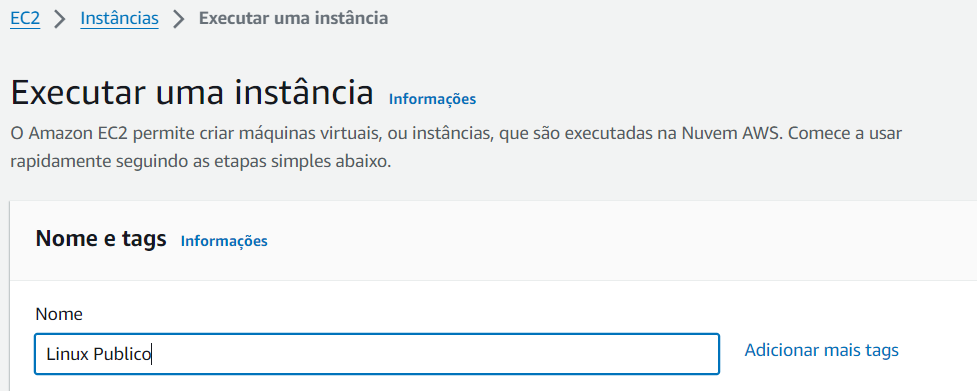 EC2 > Instâncias > Executar uma instância
Executar uma instância Informações
O Amazon EC2 permite criar máquinas virtuais, ou instâncias, que são executadas na Nuvem AWS. Comece a usar
rapidamente seguindo as etapas simples abaixo.
Nome e tags Informações
Nome
Linux Publico Adicionar mais tags